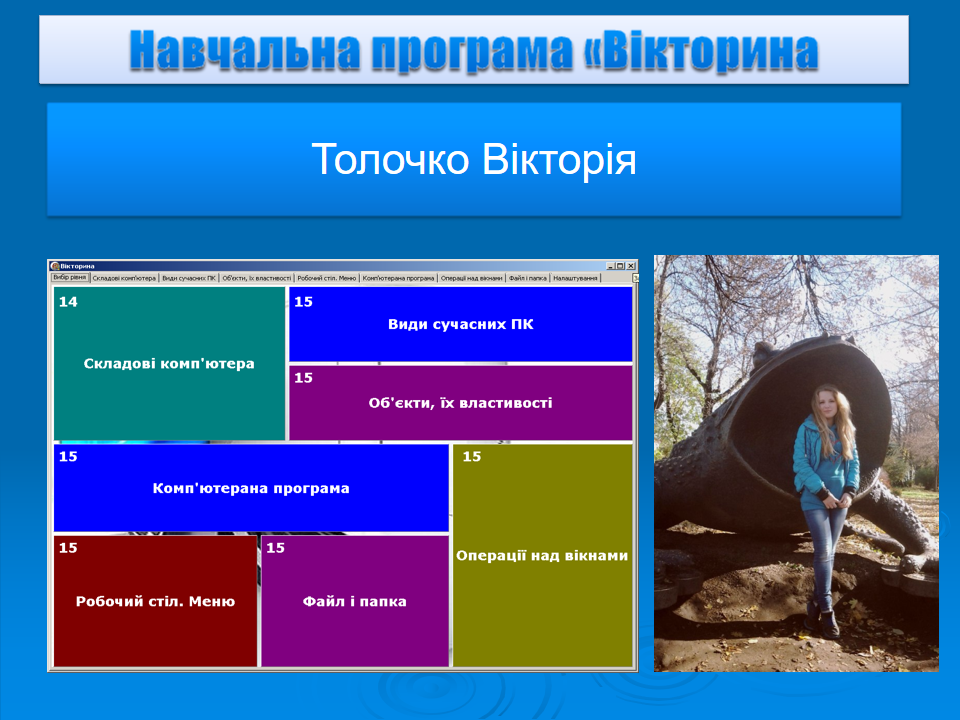 Навчальна програма «Вікторина
Толочко Вікторія
Вікторина
Вибір рівня Складові комп'ютера Види сучасних ПК Об'єкти, їх властивості Робочий стіл. Меню Комп'ютерана програма Операції над вікнами Файл і папка Налаштування
14
Складові комп'ютера
15
Види сучасних ПК
15
Об'єкти, їх властивості
15
Комп'ютерана програма
15
Операції над вікнами
15
Робочий стіл. Меню
15
Файл і папка